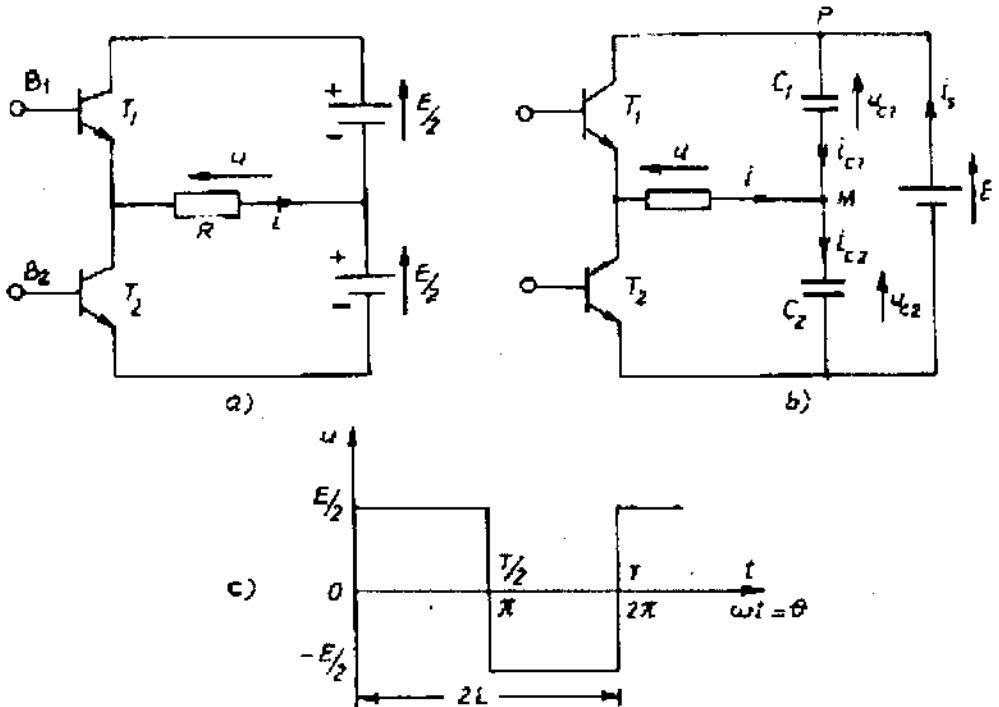 B1
T1
+
-
E/2
u
R
i
B2
T2
+
-
E/2
a)
P
T1
C1
uc1
is
ic1
u
i
M
E
ic2
T2
C2
uc2
b)
u
E/2
T/2
T
t
c)
0
π
2π
ωt = θ
-E/2
2L